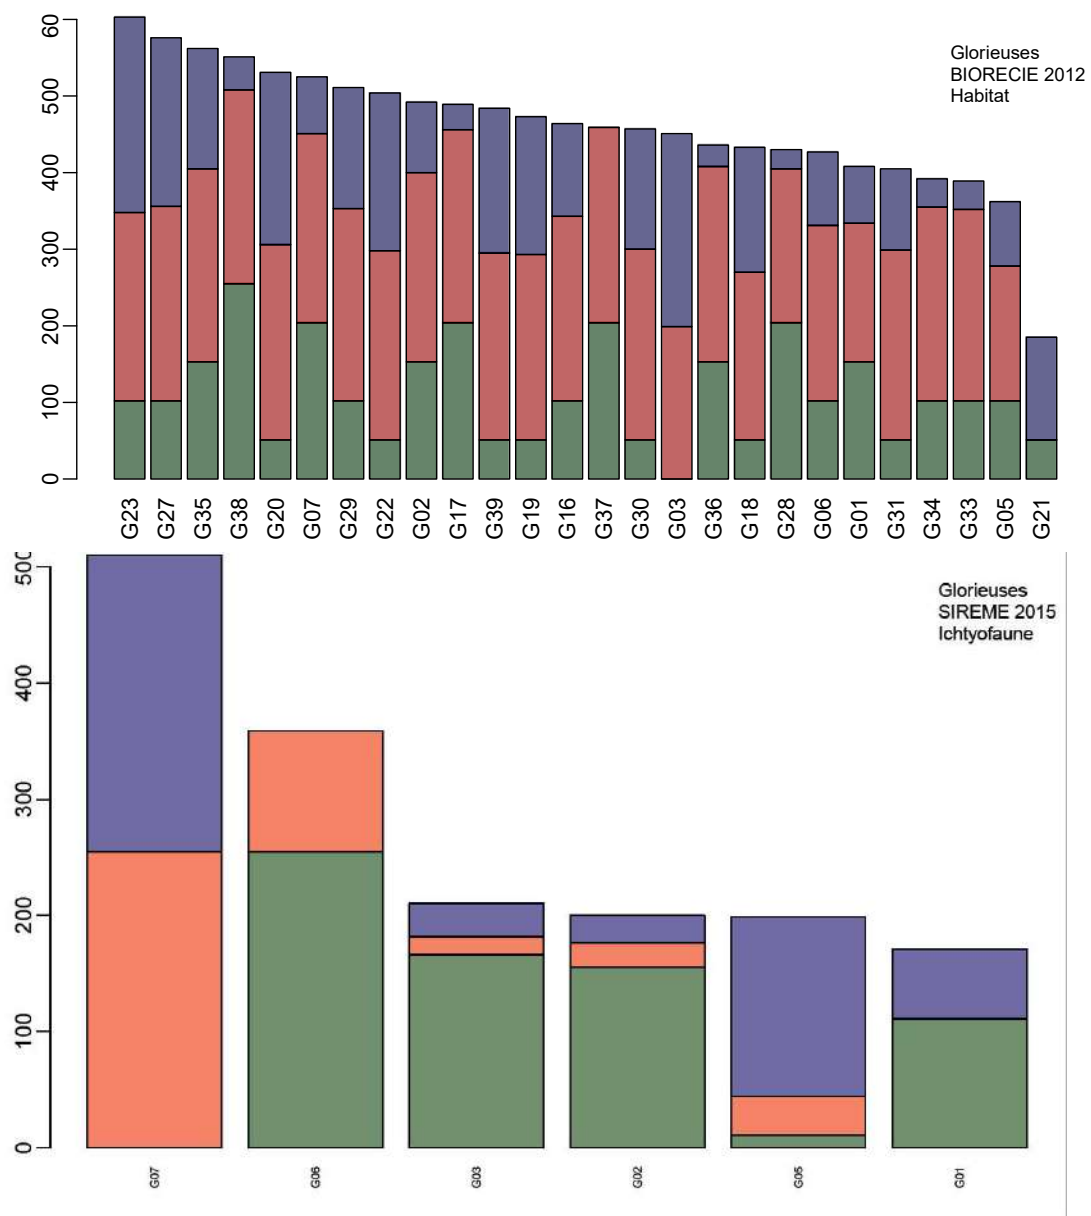 Glorieuses
BIORECIE 2012
Habitat
60
500
400
300
200
100
0
G23 G27 G35 G38 G20 G07 G29 G22 G02 G17 G39 G19 G16 G37 G30 G03 G36 G18 G28 G06 G01 G31 G34 G33 G05 G21
Glorieuses
SIREME 2015
Ichtyofaune
400
300
200
100
0
G07 G06 G03 G02 G05 G01